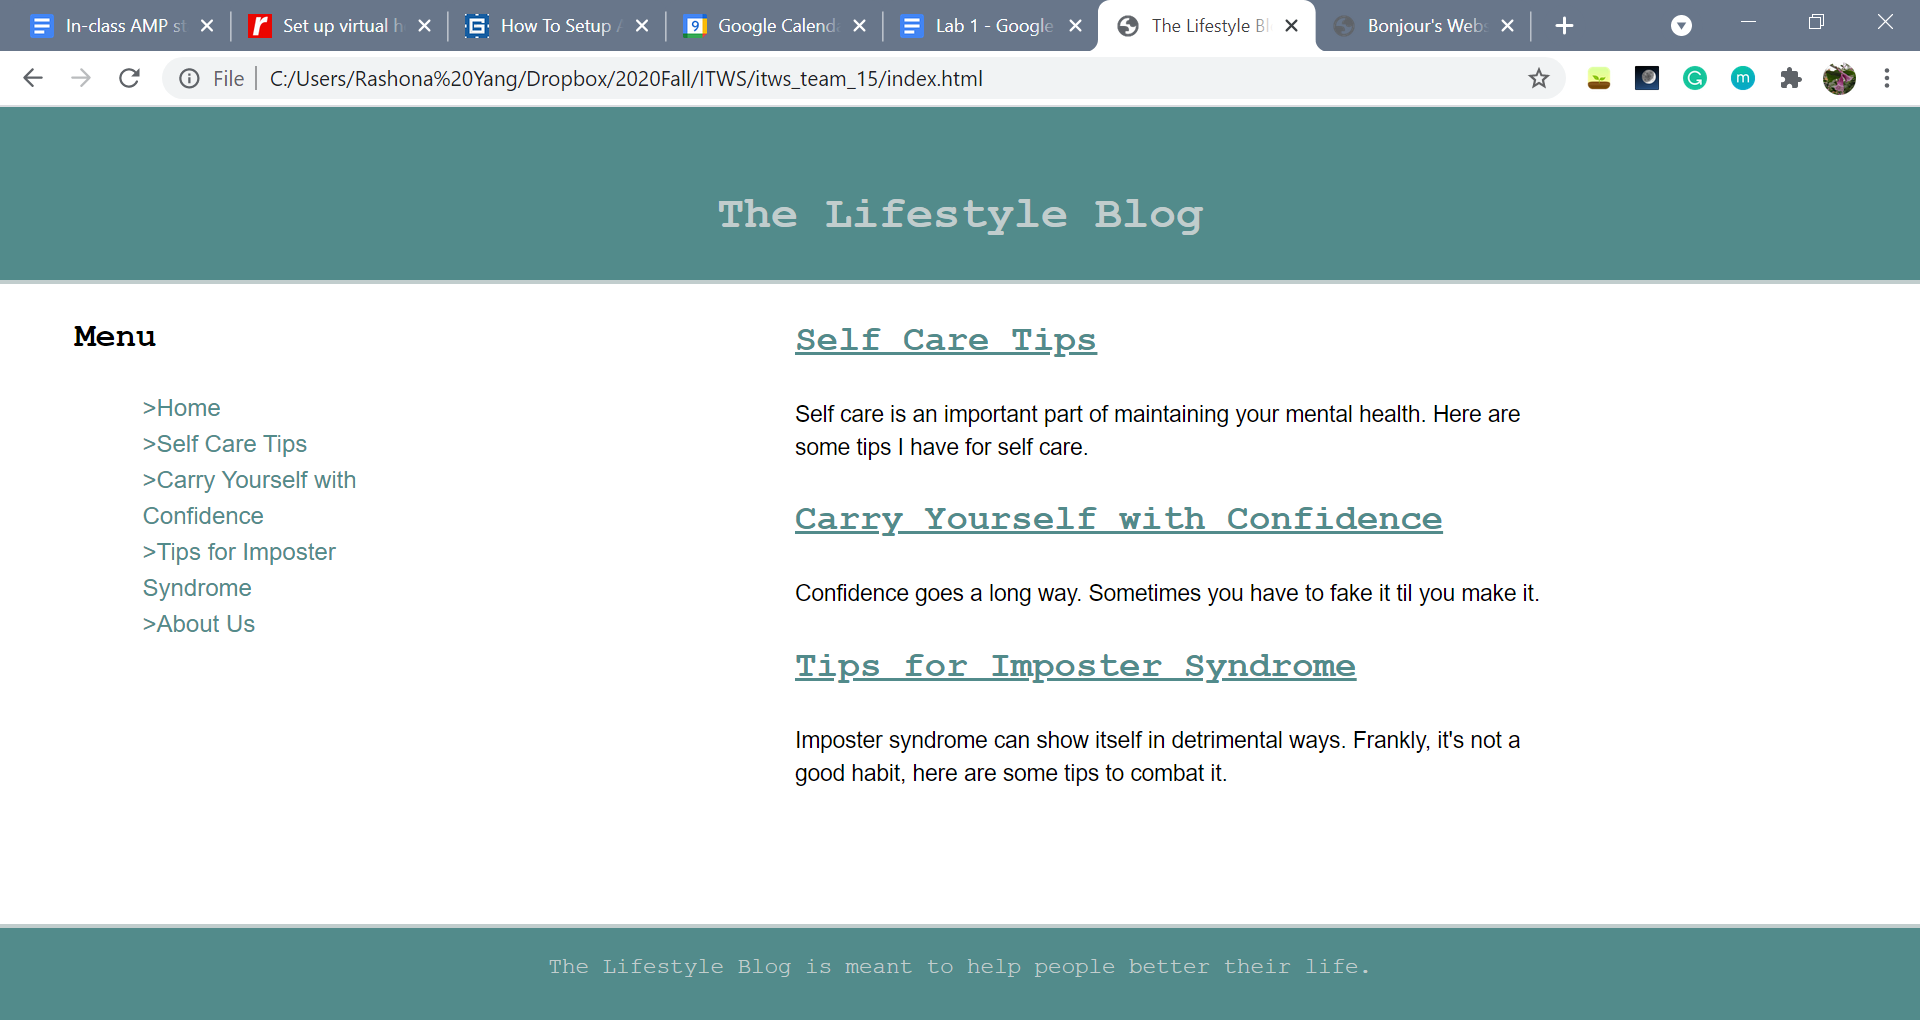 In-class AMP st
Set up virtual h
How To Setup A
Google Calenda
Lab 1 - Google
The Lifestyle Bl
Bonjour's Webs
File
C:/Users/Rashona%20Yang/Dropbox/2020Fall/ITWS/itws_team_15/index.html
The Lifestyle Blog
Menu
>Home
>Self Care Tips
>Carry Yourself with
Confidence
>Tips for Imposter
Syndrome
>About Us
Self Care Tips
Self care is an important part of maintaining your mental health. Here are
some tips I have for self care.
Carry Yourself with Confidence
Confidence goes a long way. Sometimes you have to fake it til you make it.
Tips for Imposter Syndrome
Imposter syndrome can show itself in detrimental ways. Frankly, it's not a
good habit, here are some tips to combat it.
The Lifestyle Blog is meant to help people better their life.